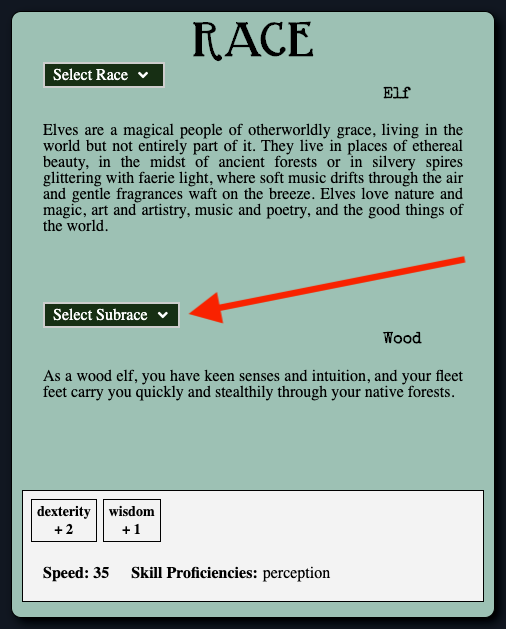 RACE
Select Race
Elf
Elves are a magical people of otherworldly grace, living in the
world but not entirely part of it. They live in places of ethereal
beauty, in the midst of ancient forests or in silvery spires
glittering with faerie light, where soft music drifts through the air
and gentle fragrances waft on the breeze. Elves love nature and
magic, art and artistry, music and poetry, and the good things of
the world.
Select Subrace
Wood
As a wood elf, you have keen senses and intuition, and your fleet
feet carry you quickly and stealthily through your native forests.
dexterity wisdom
+ 2 + 1
Speed: 35 Skill Proficiencies: perception